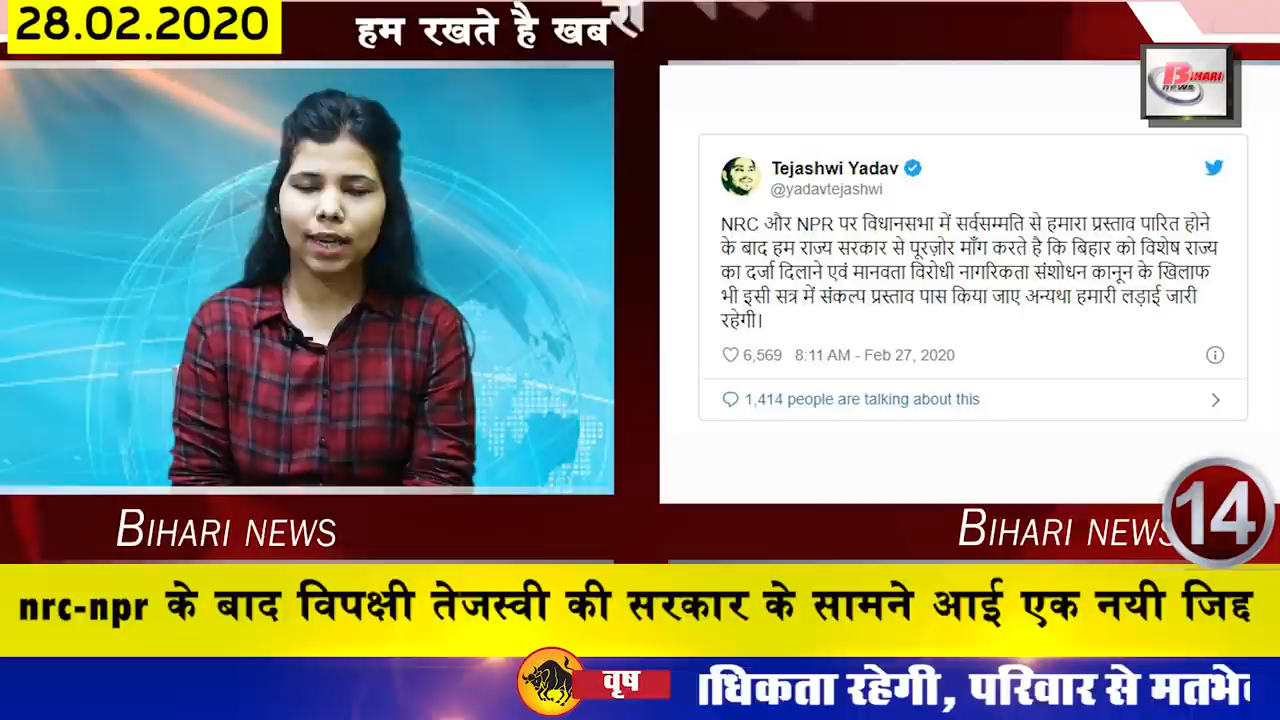 28.02.2020
हम रखते है खबर
BIHARI
NEWS
Tejashwi Yadav
@yadavtejashwi
NRC और NPR पर विधानसभा में सर्वसम्मति से हमारा प्रस्ताव पारित होने
के बाद हम राज्य सरकार से पूरज़ोर माँग करते है कि बिहार को विशेष राज्य
का दर्जा दिलाने एवं मानवता विरोधी नागरिकता संशोधन कानून के खिलाफ
भी इसी सत्र में संकल्प प्रस्ताव पास किया जाए अन्यथा हमारी लड़ाई जारी
रहेगी।
6,569 8:11 AM - Feb 27, 2020
1,414 people are talking about this
BIHARI NEWS
BIHARI NEWS
14
nrc-npr के बाद विपक्षी तेजस्वी की सरकार के सामने आई एक नयी जिद्द
वृष
धिकता रहेगी, परिवार से